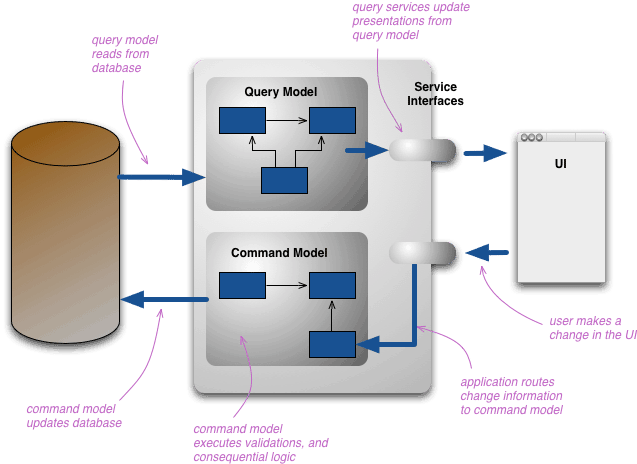 query model
reads from
database
query services update
presentations from
query model
Query Model
Service
Interfaces
UI
Command Model
user makes a
change in the UI
application routes
change information
to command model
command model
updates database
command model
executes validations, and
consequential logic